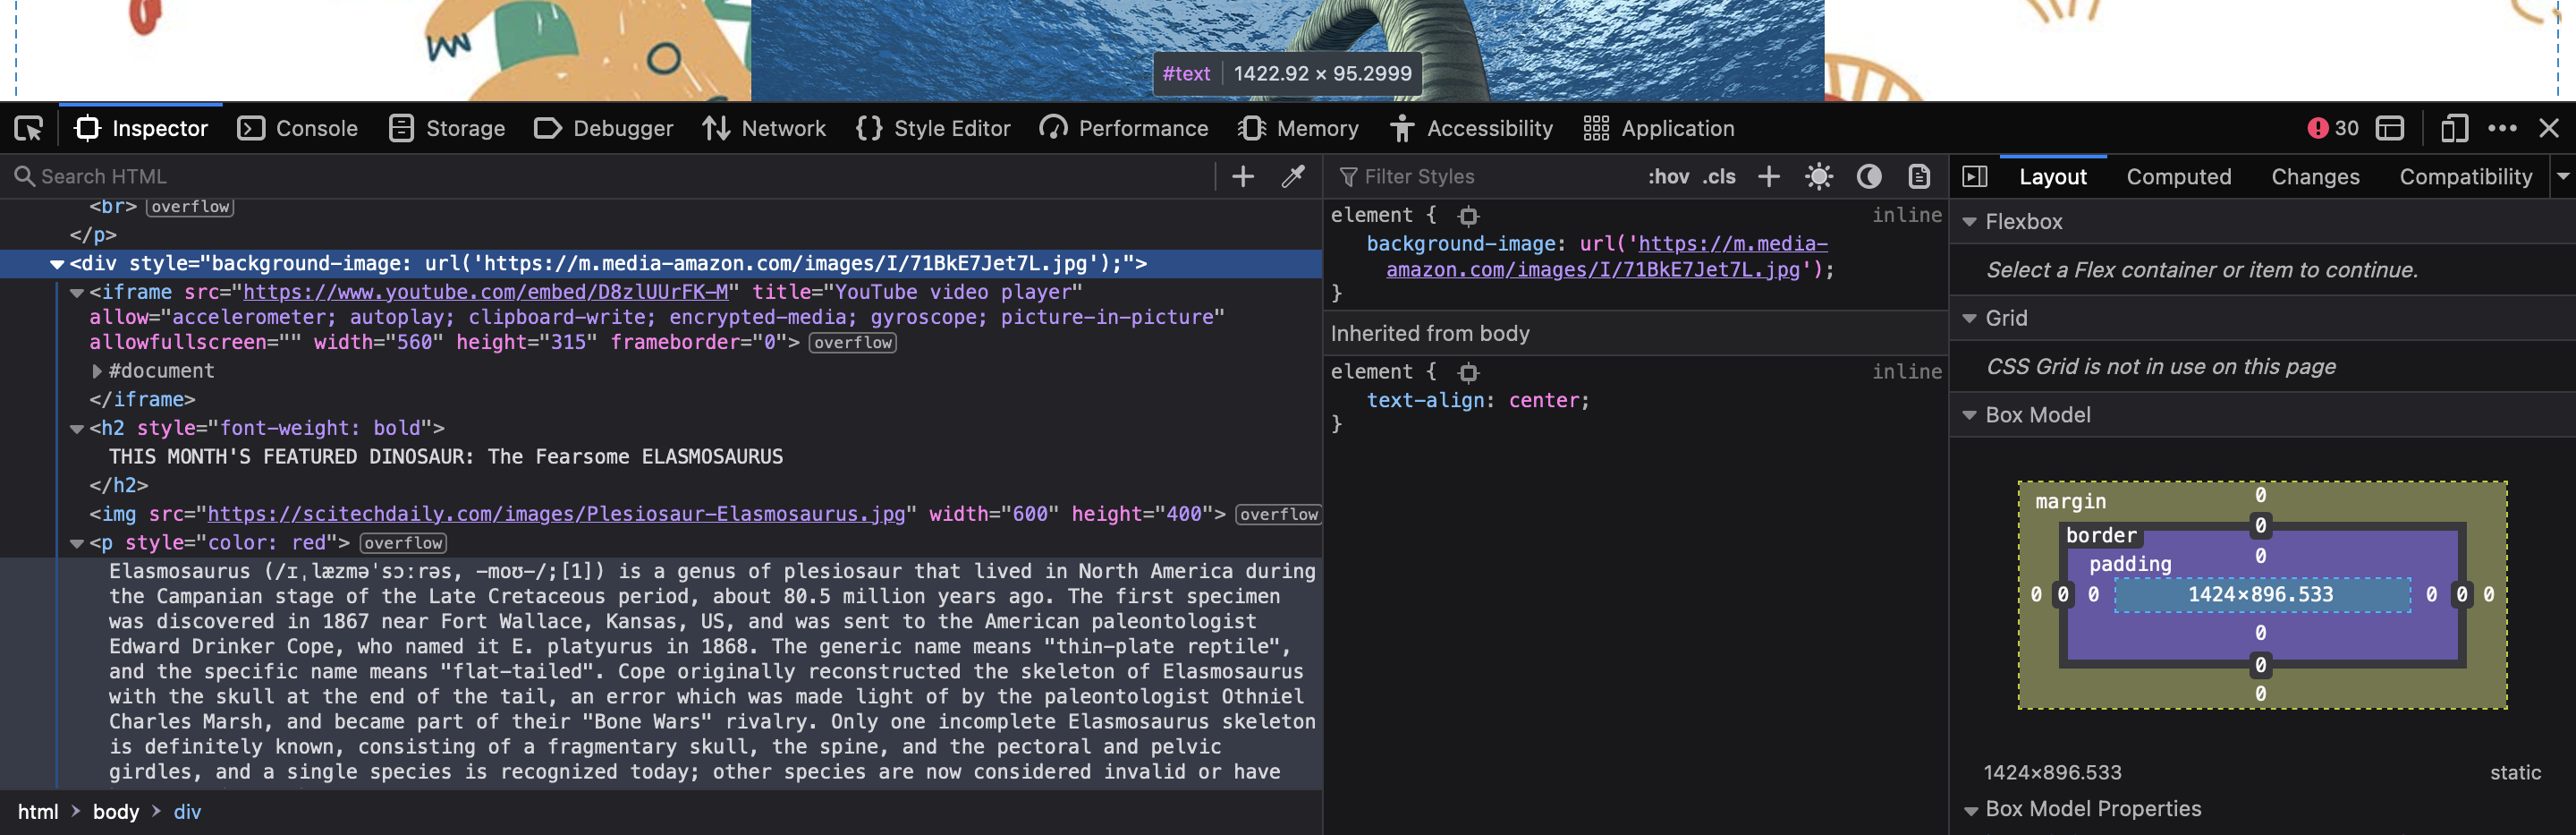 #text 1422.92 × 95.2999
Inspector Console Storage Debugger Network Style Editor Performance Memory Accessibility Application 30
Search HTML
<br> overflow
</p>
<div style="background-image: url('https://m.media-amazon.com/images/I/71BkE7Jet7L.jpg');">
<iframe src="https://www.youtube.com/embed/D8zlUUrFK-M" title="YouTube video player"
allow="accelerometer; autoplay; clipboard-write; encrypted-media; gyroscope; picture-in-picture"
allowfullscreen="" width="560" height="315" frameborder="0"> overflow
#document
</iframe>
<h2 style="font-weight: bold">
THIS MONTH'S FEATURED DINOSAUR: The Fearsome ELASMOSAURUS
</h2>
<img src="https://scitechdaily.com/images/Plesiosaur-Elasmosaurus.jpg" width="600" height="400"> overflow
<p style="color: red"> overflow
Elasmosaurus (/ɪˌlæzməˈsɔːrəs, -moʊ-/;[1]) is a genus of plesiosaur that lived in North America during
the Campanian stage of the Late Cretaceous period, about 80.5 million years ago. The first specimen
was discovered in 1867 near Fort Wallace, Kansas, US, and was sent to the American paleontologist
Edward Drinker Cope, who named it E. platyurus in 1868. The generic name means "thin-plate reptile",
and the specific name means "flat-tailed". Cope originally reconstructed the skeleton of Elasmosaurus
with the skull at the end of the tail, an error which was made light of by the paleontologist Othniel
Charles Marsh, and became part of their "Bone Wars" rivalry. Only one incomplete Elasmosaurus skeleton
is definitely known, consisting of a fragmentary skull, the spine, and the pectoral and pelvic
girdles, and a single species is recognized today; other species are now considered invalid or have
html > body > div
Filter Styles :hov .cls
element { inline
background-image: url('https://m.media-
amazon.com/images/I/71BkE7Jet7L.jpg');
}
Inherited from body
element { inline
text-align: center;
}
Layout Computed Changes Compatibility
Flexbox
Select a Flex container or item to continue.
Grid
CSS Grid is not in use on this page
Box Model
margin 0
border 0
padding 0
0 0 0 1424×896.533 0 0 0
0
0
0
1424×896.533 static
Box Model Properties